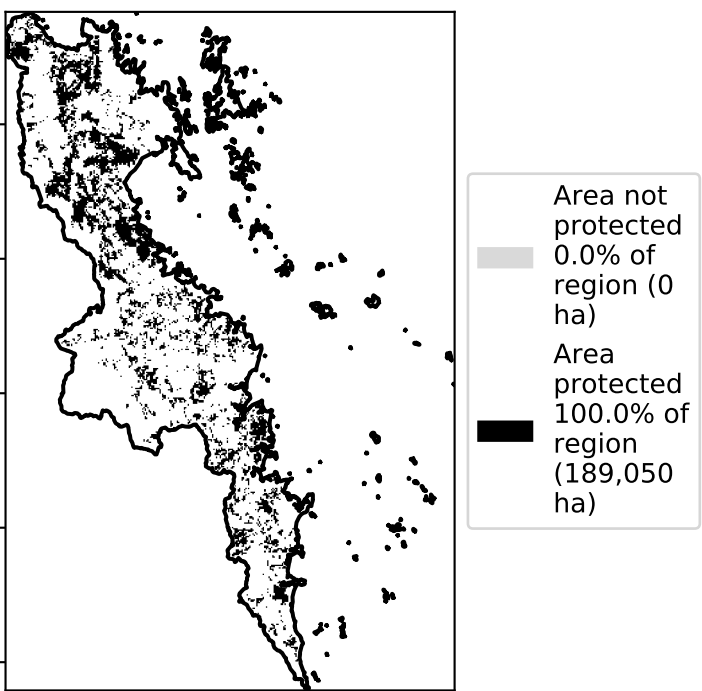 Area not
protected
0.0% of
region (0
ha)
Area
protected
100.0% of
region
(189,050
ha)